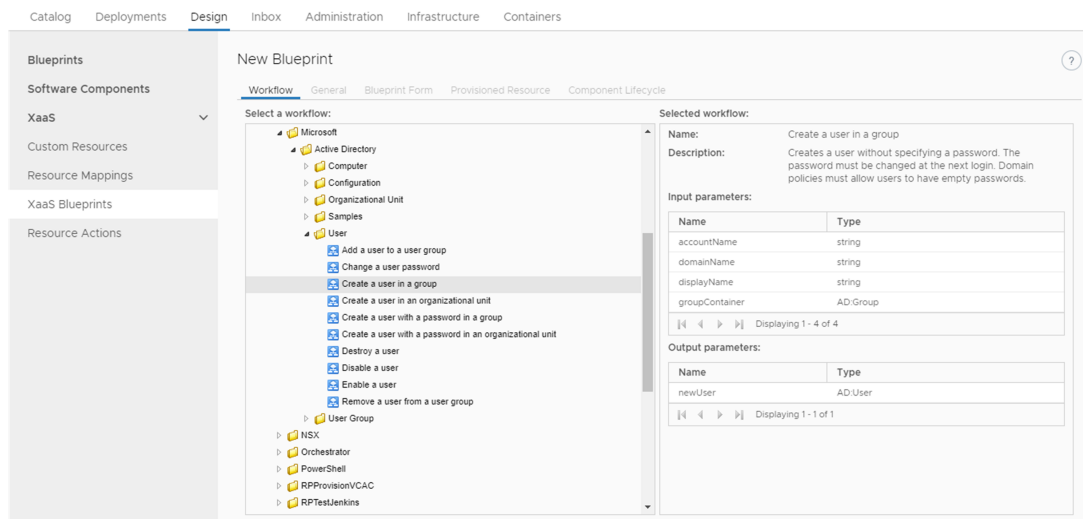 Catalog Deployments Design Inbox Administration Infrastructure Containers
Blueprints
Software Components
XaaS
Custom Resources
Resource Mappings
XaaS Blueprints
Resource Actions
New Blueprint
?
Workflow General Blueprint Form Provisioned Resource Component Lifecycle
Select a workflow:
Microsoft
Active Directory
Computer
Configuration
Organizational Unit
Samples
User
Add a user to a user group
Change a user password
Create a user in a group
Create a user in an organizational unit
Create a user with a password in a group
Create a user with a password in an organizational unit
Destroy a user
Disable a user
Enable a user
Remove a user from a user group
User Group
NSX
Orchestrator
PowerShell
RPProvisionVCAC
RPTestJenkins
Selected workflow:
Name: Create a user in a group
Description: Creates a user without specifying a password. The
password must be changed at the next login. Domain
policies must allow users to have empty passwords.
Input parameters:
Name Type
accountName string
domainName string
displayName string
groupContainer AD:Group
Displaying 1 - 4 of 4
Output parameters:
Name Type
newUser AD:User
Displaying 1 - 1 of 1